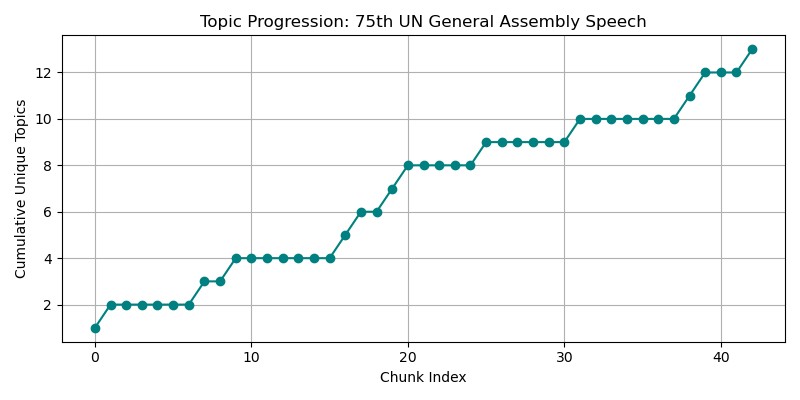 Topic Progression: 75th UN General Assembly Speech
Cumulative Unique Topics
12
10
8
6
4
2
0 10 20 30 40
Chunk Index